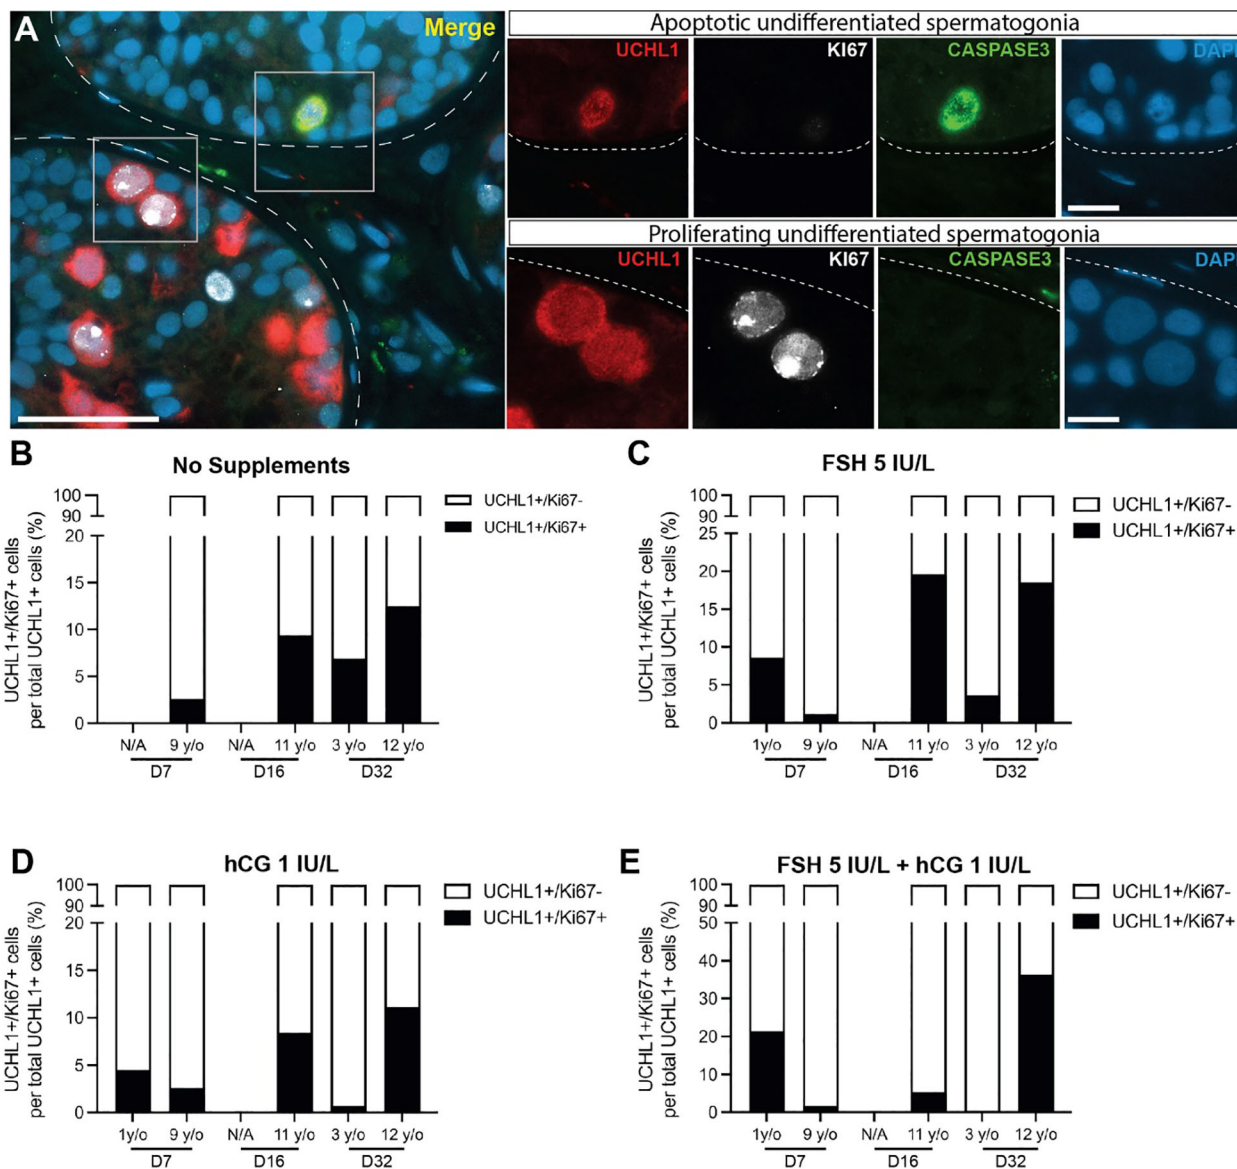 A
Merge
Apoptotic undifferentiated spermatogonia
UCHL1
KI67
CASPASE3
DAPI
Proliferating undifferentiated spermatogonia
UCHL1
KI67
CASPASE3
DAPI
B
No Supplements
UCHL1+/Ki67+ cells
per total UCHL1+ cells (%)
100
90
20
15
10
5
0
UCHL1+/Ki67-
UCHL1+/Ki67+
N/A 9 y/o N/A 11 y/o 3 y/o 12 y/o
D7 D16 D32
C
FSH 5 IU/L
UCHL1+/Ki67+ cells
per total UCHL1+ cells (%)
100
90
25
20
15
10
5
0
UCHL1+/Ki67-
UCHL1+/Ki67+
1y/o 9 y/o N/A 11 y/o 3 y/o 12 y/o
D7 D16 D32
D
hCG 1 IU/L
UCHL1+/Ki67+ cells
per total UCHL1+ cells (%)
100
90
20
15
10
5
0
UCHL1+/Ki67-
UCHL1+/Ki67+
1y/o 9 y/o N/A 11 y/o 3 y/o 12 y/o
D7 D16 D32
E
FSH 5 IU/L + hCG 1 IU/L
UCHL1+/Ki67+ cells
per total UCHL1+ cells (%)
100
90
50
40
30
20
10
0
UCHL1+/Ki67-
UCHL1+/Ki67+
1y/o 9 y/o N/A 11 y/o 3 y/o 12 y/o
D7 D16 D32